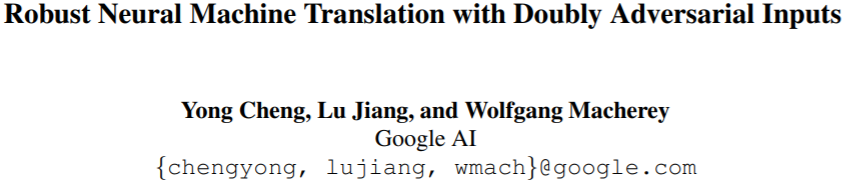 Robust Neural Machine Translation with Doubly Adversarial Inputs
Yong Cheng, Lu Jiang, and Wolfgang Macherey
Google AI
{chengyong, lujiang, wmach}@google.com